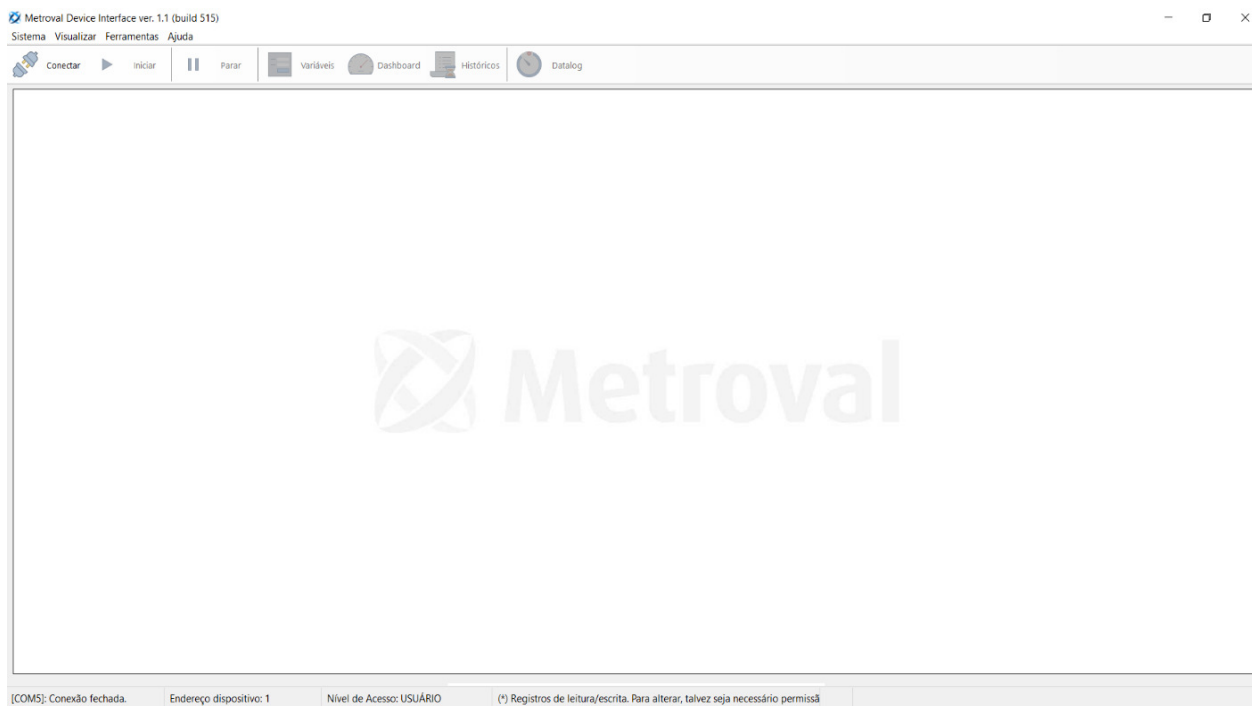 Metroval Device Interface ver. 1.1 (build 515)
Sistema Visualizar Ferramentas Ajuda
Conectar Iniciar Parar Variáveis Dashboard Históricos Datalog
Metroval
[COM5]: Conexão fechada. Endereço dispositivo: 1 Nível de Acesso: USUÁRIO (*) Registros de leitura/escrita. Para alterar, talvez seja necessário permissã